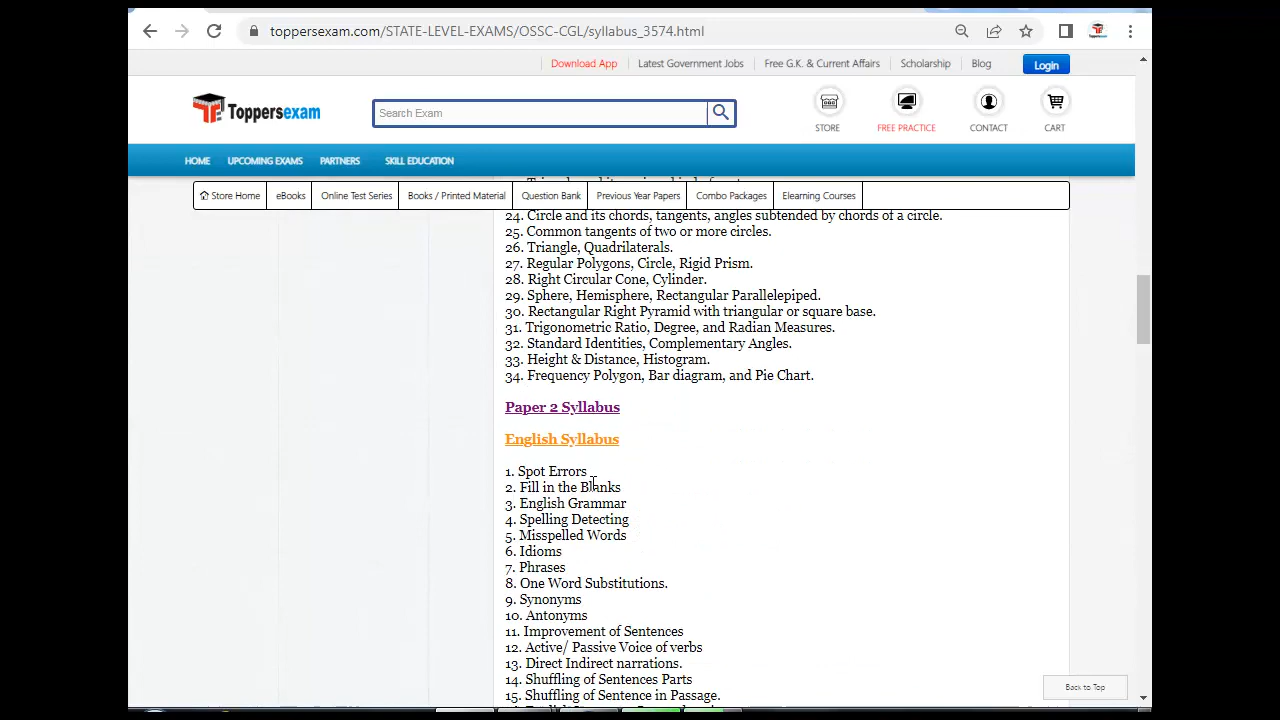 toppersexam.com/STATE-LEVEL-EXAMS/OSSC-CGL/syllabus_3574.html
Download App Latest Government Jobs Free G.K. & Current Affairs Scholarship Blog Login
Toppersexam
Search Exam
STORE FREE PRACTICE CONTACT CART
HOME UPCOMING EXAMS PARTNERS SKILL EDUCATION
Store Home eBooks Online Test Series Books / Printed Material Question Bank Previous Year Papers Combo Packages Elearning Courses
24. Circle and its chords, tangents, angles subtended by chords of a circle.
25. Common tangents of two or more circles.
26. Triangle, Quadrilaterals.
27. Regular Polygons, Circle, Rigid Prism.
28. Right Circular Cone, Cylinder.
29. Sphere, Hemisphere, Rectangular Parallelepiped.
30. Rectangular Right Pyramid with triangular or square base.
31. Trigonometric Ratio, Degree, and Radian Measures.
32. Standard Identities, Complementary Angles.
33. Height & Distance, Histogram.
34. Frequency Polygon, Bar diagram, and Pie Chart.
Paper 2 Syllabus
English Syllabus
1. Spot Errors
2. Fill in the Blanks
3. English Grammar
4. Spelling Detecting
5. Misspelled Words
6. Idioms
7. Phrases
8. One Word Substitutions.
9. Synonyms
10. Antonyms
11. Improvement of Sentences
12. Active/ Passive Voice of verbs
13. Direct Indirect narrations.
14. Shuffling of Sentences Parts
15. Shuffling of Sentence in Passage.
Back to Top